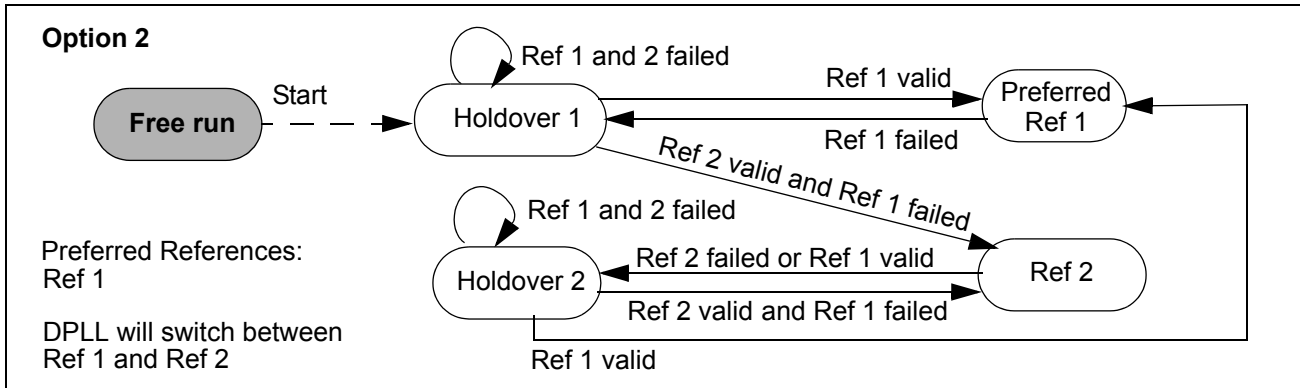 Option 2
Ref 1 and 2 failed
Start
Free run
Holdover 1
Ref 1 valid
Ref 1 failed
Preferred
Ref 1
Ref 2 valid and Ref 1 failed
Ref 1 and 2 failed
Holdover 2
Ref 2 failed or Ref 1 valid
Ref 2 valid and Ref 1 failed
Ref 2
Ref 1 valid
Preferred References:
Ref 1
DPLL will switch between
Ref 1 and Ref 2